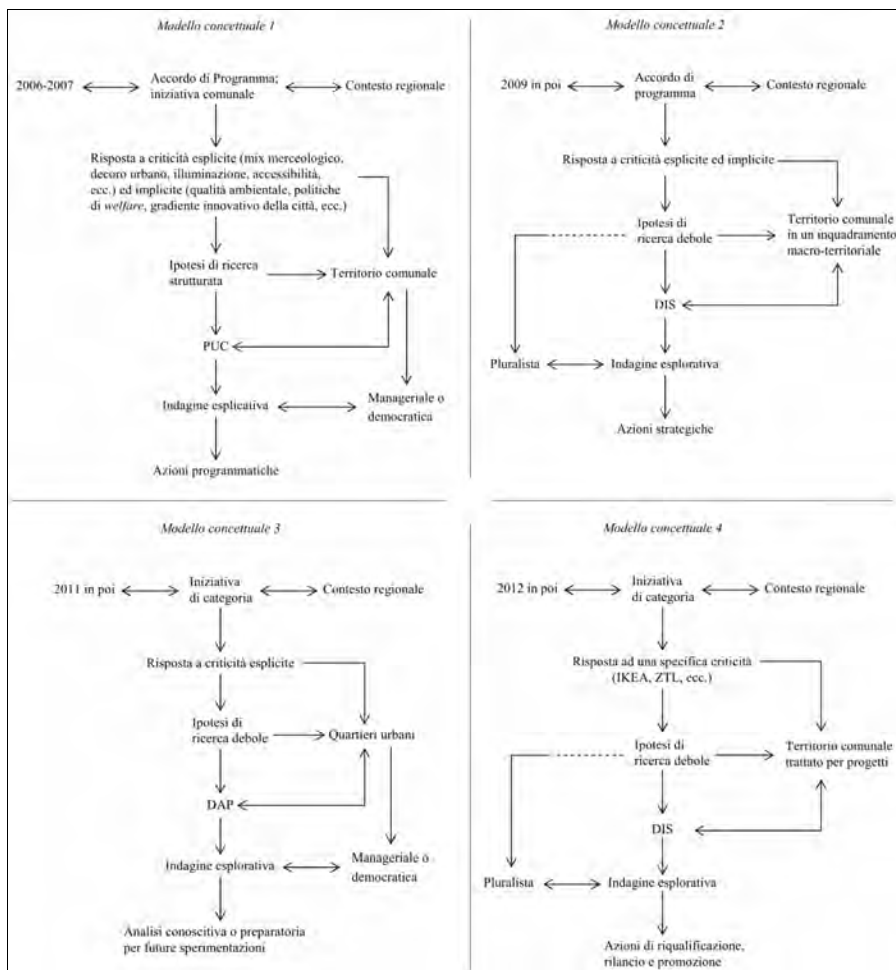 Modello concettuale 1
2006-2007
Accordo di Programma;
iniziativa comunale
Contesto regionale
Risposta a criticità esplicite (mix merceologico,
decoro urbano, illuminazione, accessibilità,
ecc.) ed implicite (qualità ambientale, politiche
di welfare, gradiente innovativo della città, ecc.)
Ipotesi di ricerca
strutturata
Territorio comunale
PUC
Indagine esplicativa
Manageriale o
democratica
Azioni programmatiche
Modello concettuale 2
2009 in poi
Accordo di
programma
Contesto regionale
Risposta a criticità esplicite ed implicite
Ipotesi di
ricerca debole
Territorio comunale
in un inquadramento
macro-territoriale
DIS
Pluralista
Indagine esplorativa
Azioni strategiche
Modello concettuale 3
2011 in poi
Iniziativa
di categoria
Contesto regionale
Risposta a criticità esplicite
Ipotesi di
ricerca debole
Quartieri urbani
DAP
Indagine esplorativa
Manageriale o
democratica
Analisi conoscitiva o preparatoria
per future sperimentazioni
Modello concettuale 4
2012 in poi
Iniziativa
di categoria
Contesto regionale
Risposta ad una specifica criticità
(IKEA, ZTL, ecc.)
Ipotesi di
ricerca debole
Territorio comunale
trattato per progetti
DIS
Pluralista
Indagine esplorativa
Azioni di riqualificazione,
rilancio e promozione